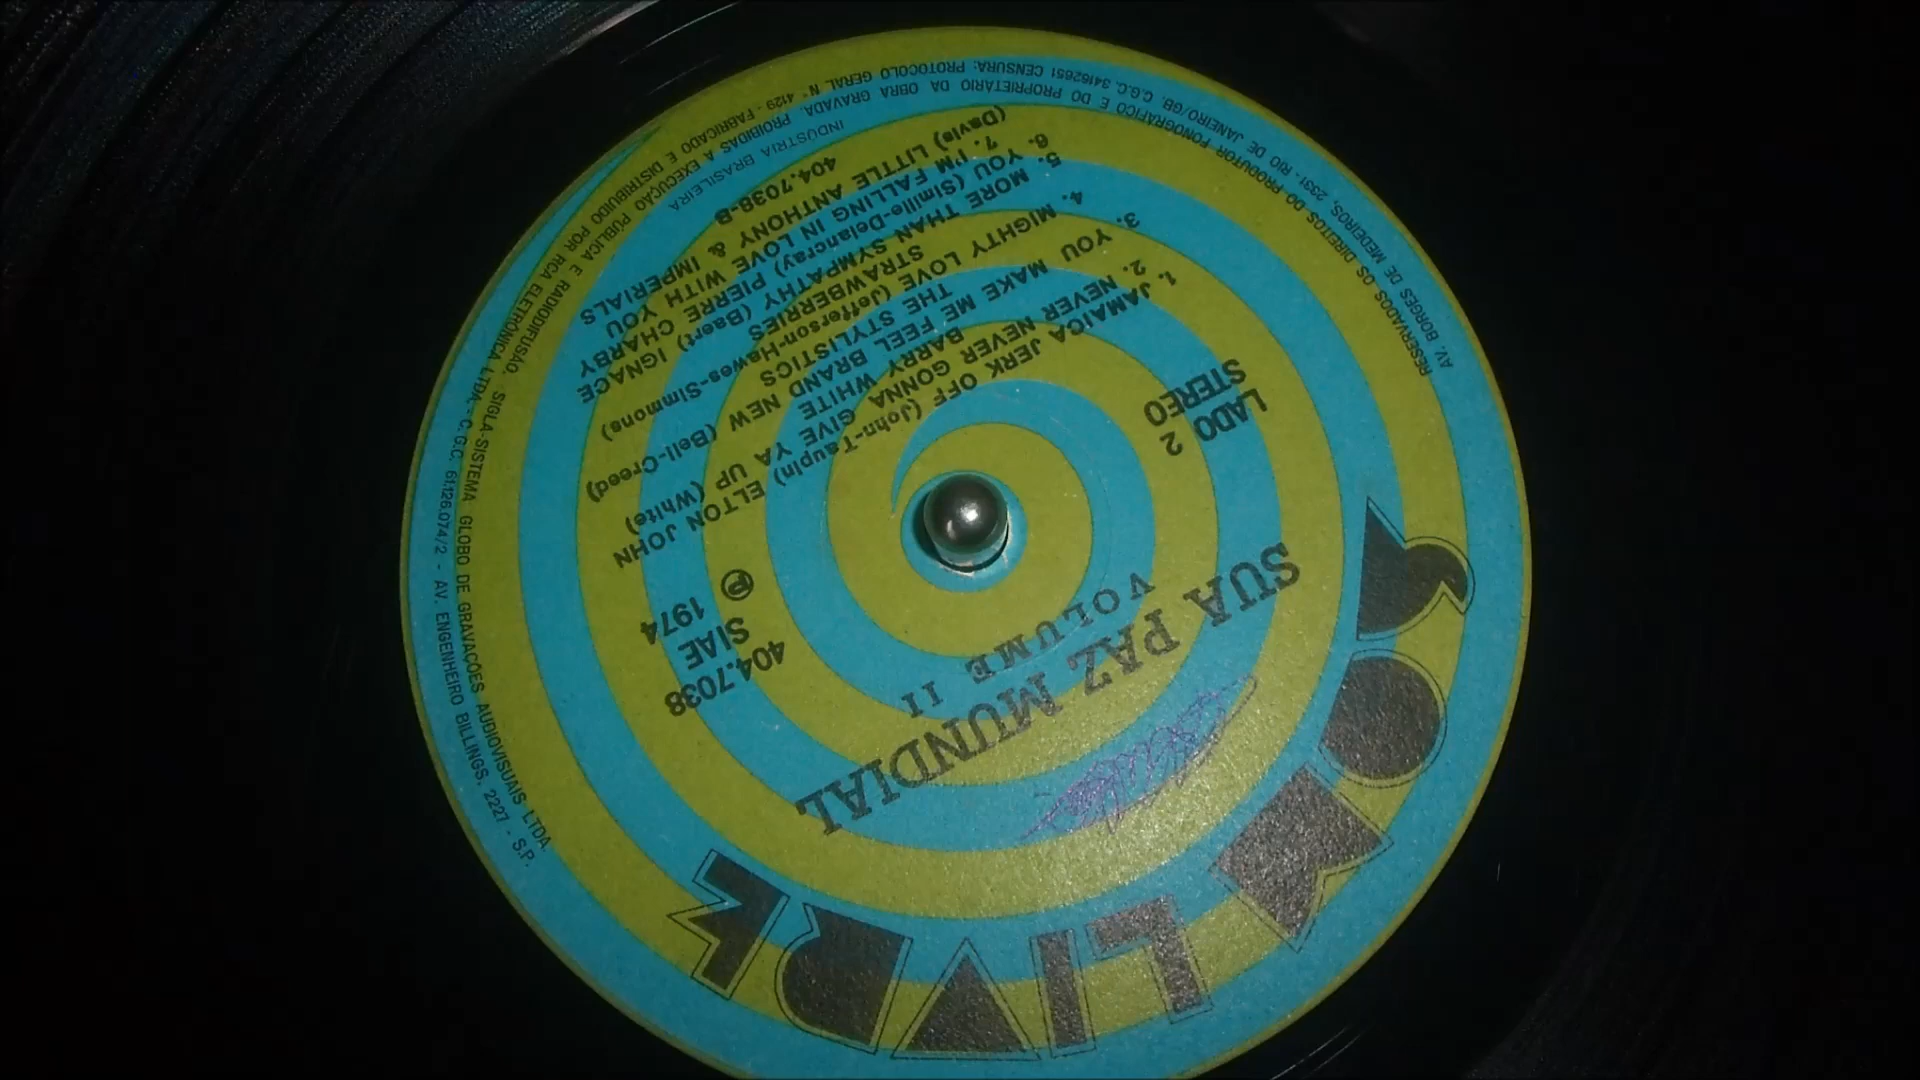 SOM LIVRE
SUA PAZ MUNDIAL
VOLUME II
LADO 2
STEREO
404.7038
SIAE
Ⓟ 1974
1. JAMAICA JERK OFF (John-Taupin) ELTON JOHN
2. NEVER NEVER GONNA GIVE YA UP (White)
BARRY WHITE
3. YOU MAKE ME FEEL BRAND NEW (Bell-Creed)
THE STYLISTICS
4. MIGHTY LOVE (Jefferson-Hawes-Simmons)
STRAWBERRIES
5. MORE THAN SYMPATHY (Baert) IGNACE
6. YOU (Simille-Delancray) PIERRE CHARBY
7. I'M FALLING IN LOVE WITH YOU
(Davis) LITTLE ANTHONY & IMPERIALS
404.7038-B
INDÚSTRIA BRASILEIRA
RESERVADOS OS DIREITOS DO PRODUTOR FONOGRÁFICO E DO PROPRIETÁRIO DA OBRA GRAVADA. PROIBIDAS A EXECUÇÃO PÚBLICA E RADIODIFUSÃO. SIGLA-SISTEMA GLOBO DE GRAVAÇÕES AUDIOVISUAIS LTDA.
AV. BORGES DE MEDEIROS, 2331 - RIO DE JANEIRO/GB. C.G.C. 34162651 CENSURA: PROTOCOLO GERAL Nº 4129 - FABRICADO E DISTRIBUIDO POR RCA ELETRÔNICA LTDA. - C.G.C. 61.126.074/2 - AV. ENGENHEIRO BILLINGS, 2227 - S.P.